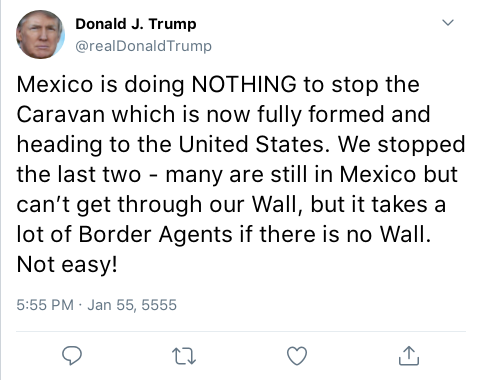 Donald J. Trump
@realDonaldTrump
Mexico is doing NOTHING to stop the
Caravan which is now fully formed and
heading to the United States. We stopped
the last two - many are still in Mexico but
can’t get through our Wall, but it takes a
lot of Border Agents if there is no Wall.
Not easy!
5:55 PM · Jan 55, 5555